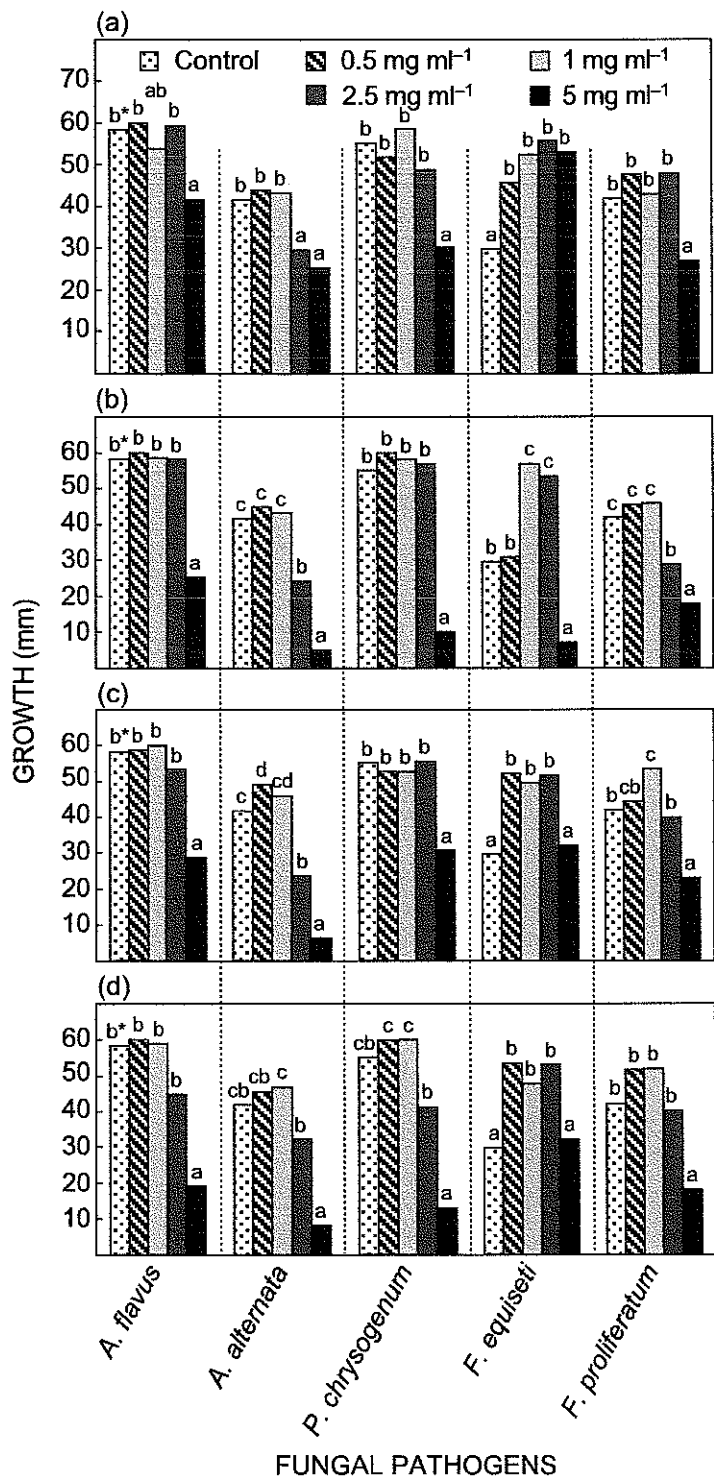 (a)
Control 0.5 mg ml⁻¹ 1 mg ml⁻¹
2.5 mg ml⁻¹ 5 mg ml⁻¹
70
60
50
40
30
20
10
b* b ab b a
b b b a a
b b b b a
a b b b b
b b b b a
(b)
60
50
40
30
20
10
b* b b b a
c c c b a
b b b b a
b b c c a
c c c b a
(c)
60
50
40
30
20
10
b* b b b a
c d cd b a
b b b b a
a b b b a
b cb c b a
(d)
60
50
40
30
20
10
b* b b b a
cb cb c b a
cb c c b a
a b b b a
b b b b a
GROWTH (mm)
A. flavus
A. alternata
P. chrysogenum
F. equiseti
F. proliferatum
FUNGAL PATHOGENS